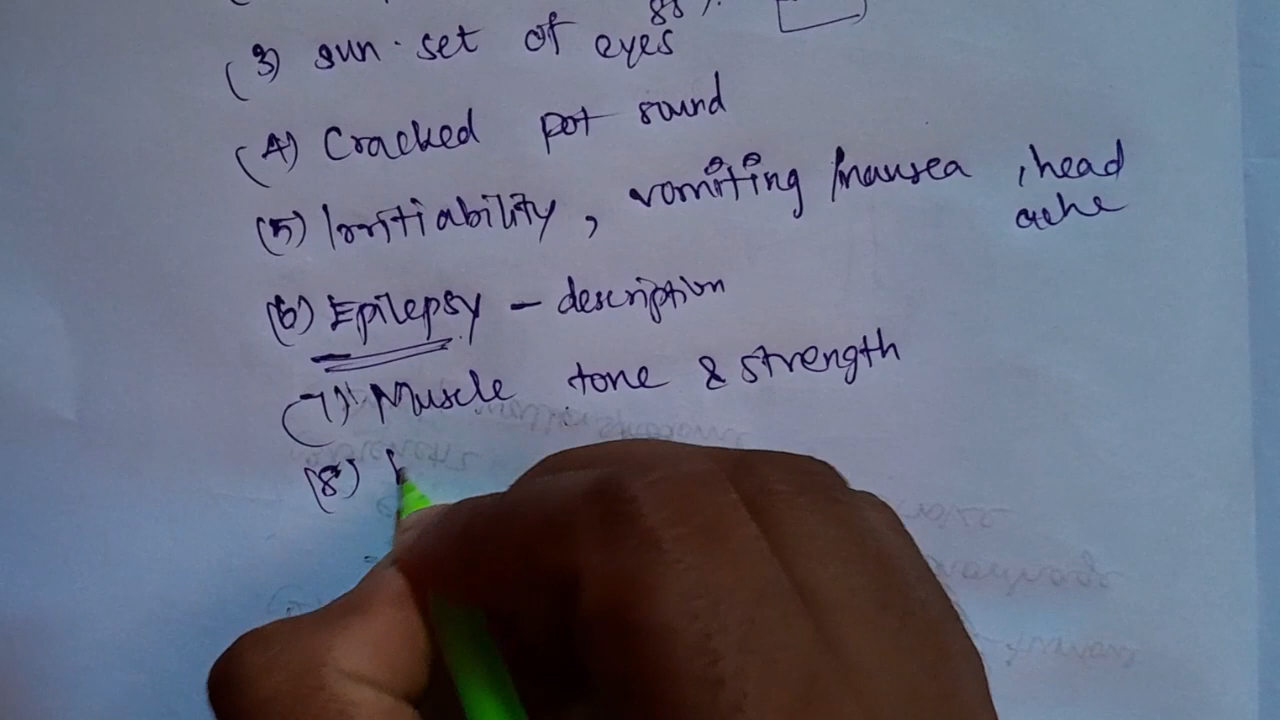 (3) sun-set of eyes
(4) Cracked pot sound
(5) Irritiability, vomiting/nausea, head
ache
(6) Epilepsy - description
(7) Muscle tone & strength
(8)